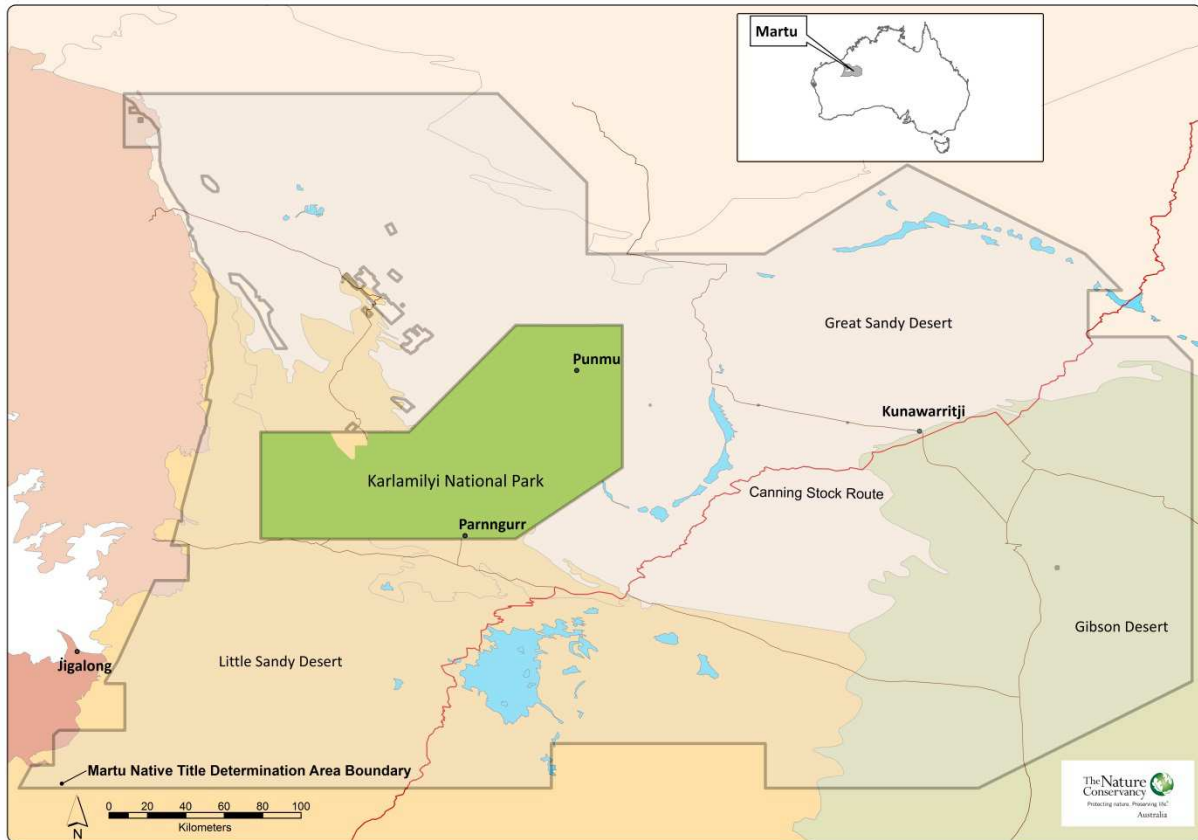 Martu
Great Sandy Desert
Punmu
Kunawarritji
Karlamilyi National Park
Canning Stock Route
Parnngurr
Gibson Desert
Jigalong
Little Sandy Desert
Martu Native Title Determination Area Boundary
0 20 40 60 80 100
Kilometers
N
The Nature
Conservancy
Protecting nature. Preserving life.®
Australia